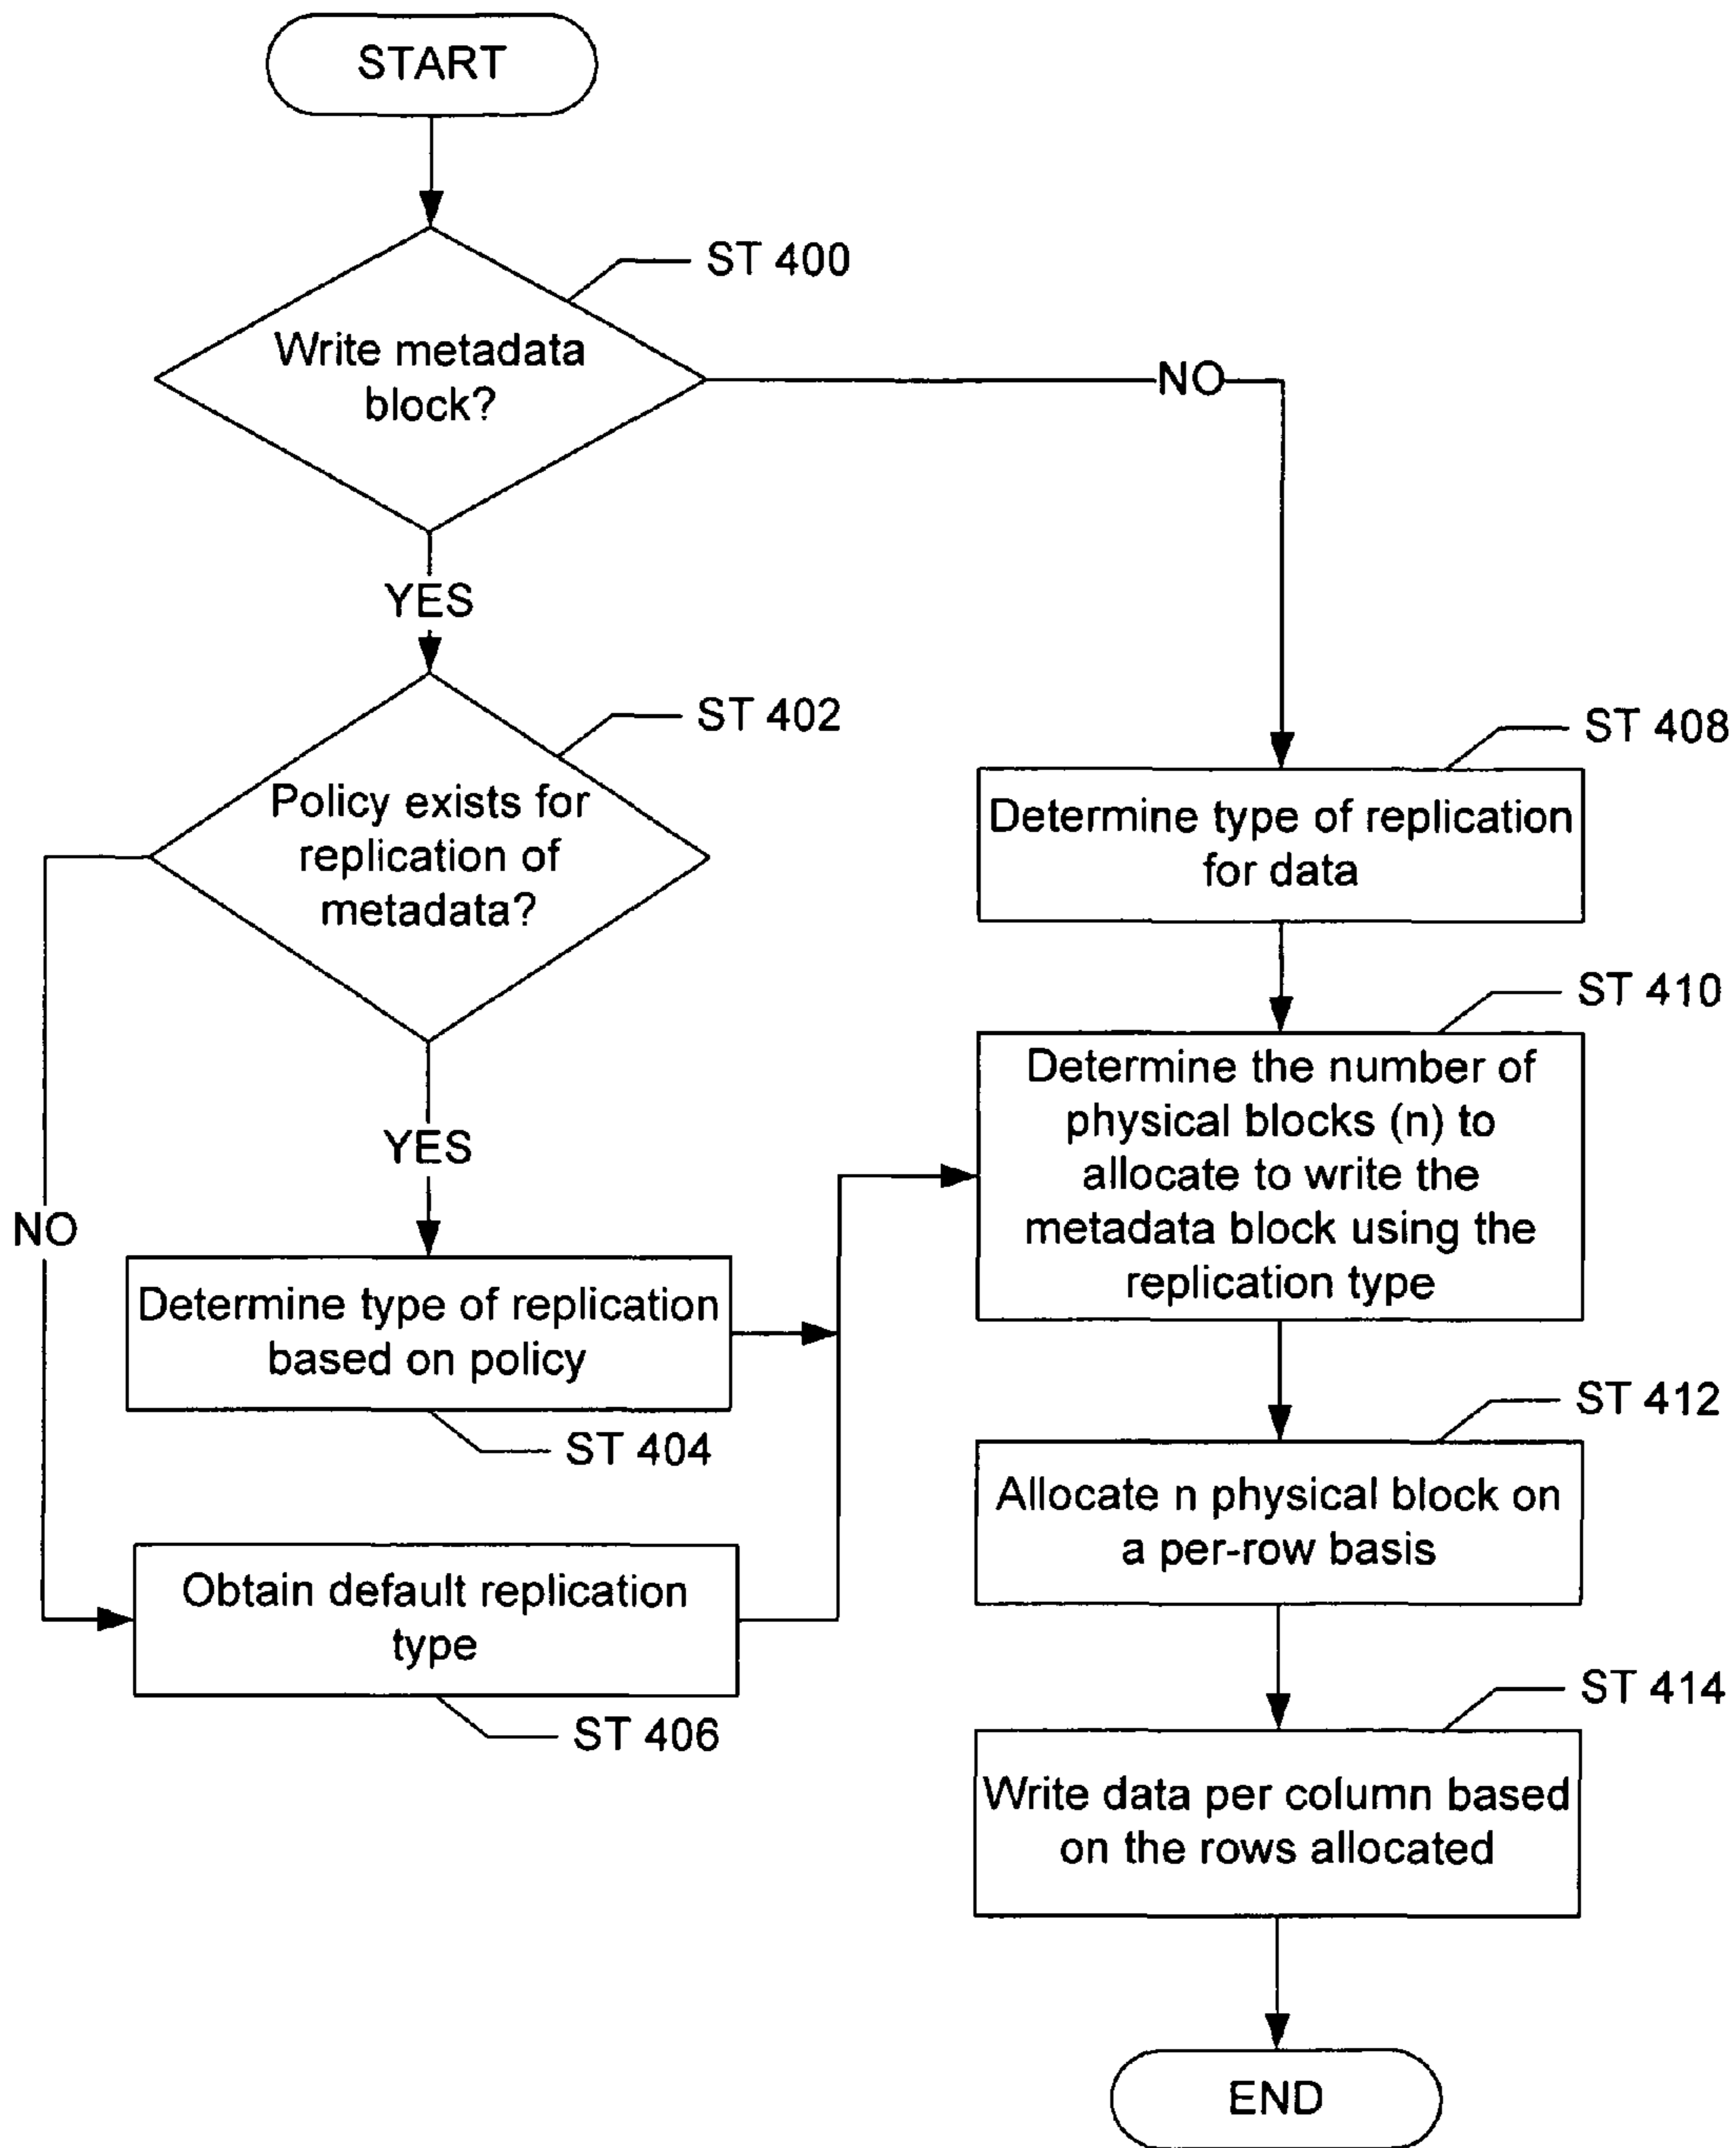 START
ST 400
Write metadata
block?
NO
YES
ST 402
Policy exists for
replication of
metadata?
NO
YES
Determine type of replication
based on policy
ST 404
Obtain default replication
type
ST 406
ST 408
Determine type of replication
for data
ST 410
Determine the number of
physical blocks (n) to
allocate to write the
metadata block using the
replication type
ST 412
Allocate n physical block on
a per-row basis
ST 414
Write data per column based
on the rows allocated
END